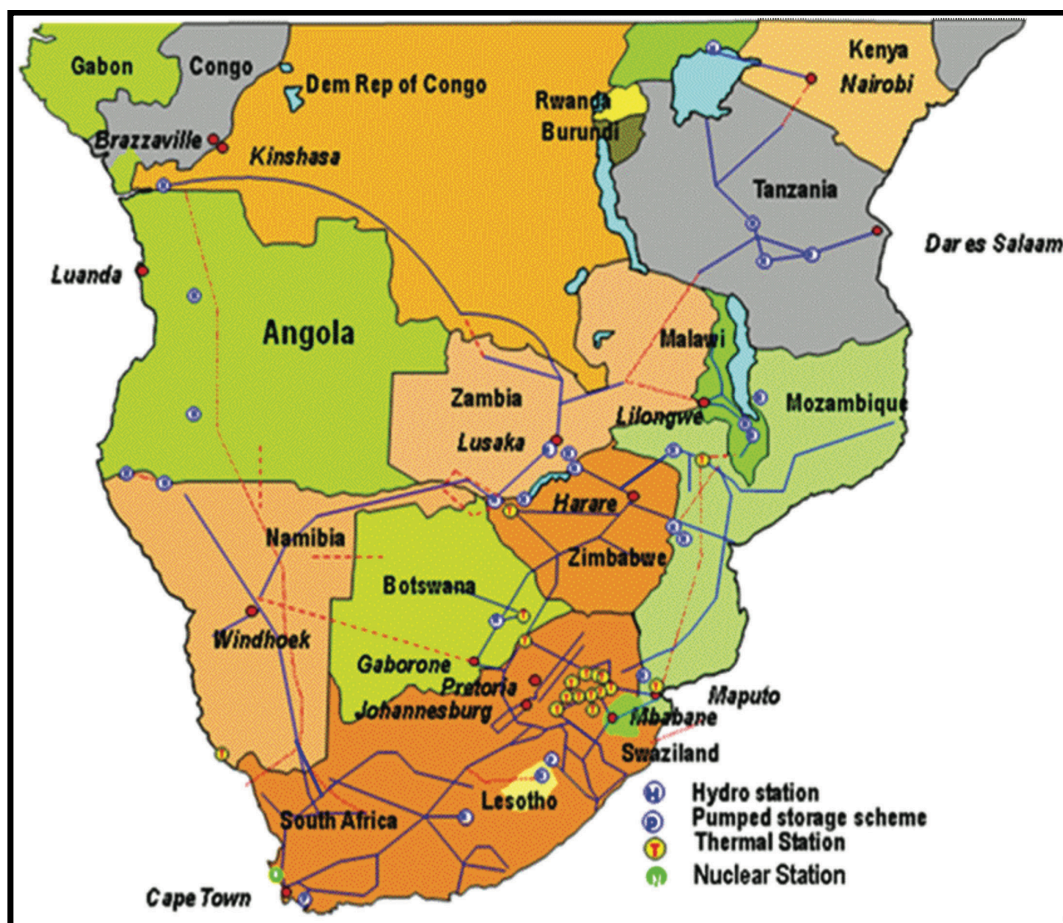 Gabon
Congo
Dem Rep of Congo
Kenya
Nairobi
Rwanda
Burundi
Brazzaville
Kinshasa
Tanzania
Dar es Salaam
Luanda
Angola
Malawi
Zambia
Lusaka
Lilongwe
Mozambique
Harare
Namibia
Zimbabwe
Botswana
Windhoek
Gaborone
Pretoria
Johannesburg
Maputo
Mbabane
Swaziland
Lesotho
South Africa
Cape Town
H Hydro station
P Pumped storage scheme
T Thermal Station
N Nuclear Station